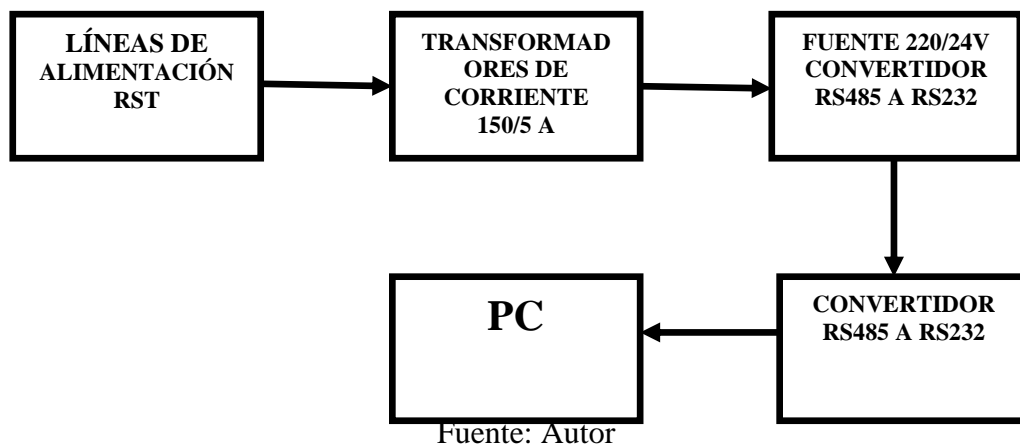 LÍNEAS DE
ALIMENTACIÓN
RST
TRANSFORMAD
ORES DE
CORRIENTE
150/5 A
FUENTE 220/24V
CONVERTIDOR
RS485 A RS232
CONVERTIDOR
RS485 A RS232
PC
Fuente: Autor